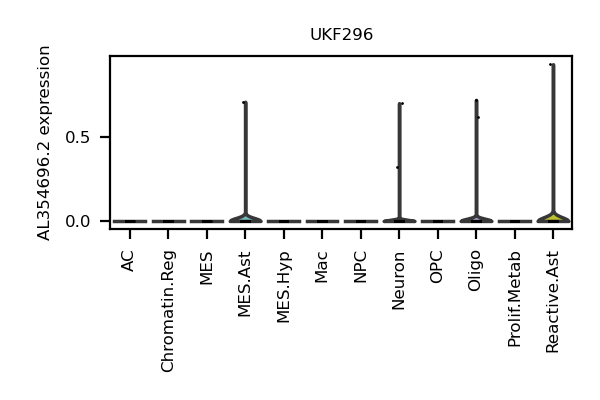 UKF296
AL354696.2 expression
0.5
0.0
AC
Chromatin.Reg
MES
MES.Ast
MES.Hyp
Mac
NPC
Neuron
OPC
Oligo
Prolif.Metab
Reactive.Ast